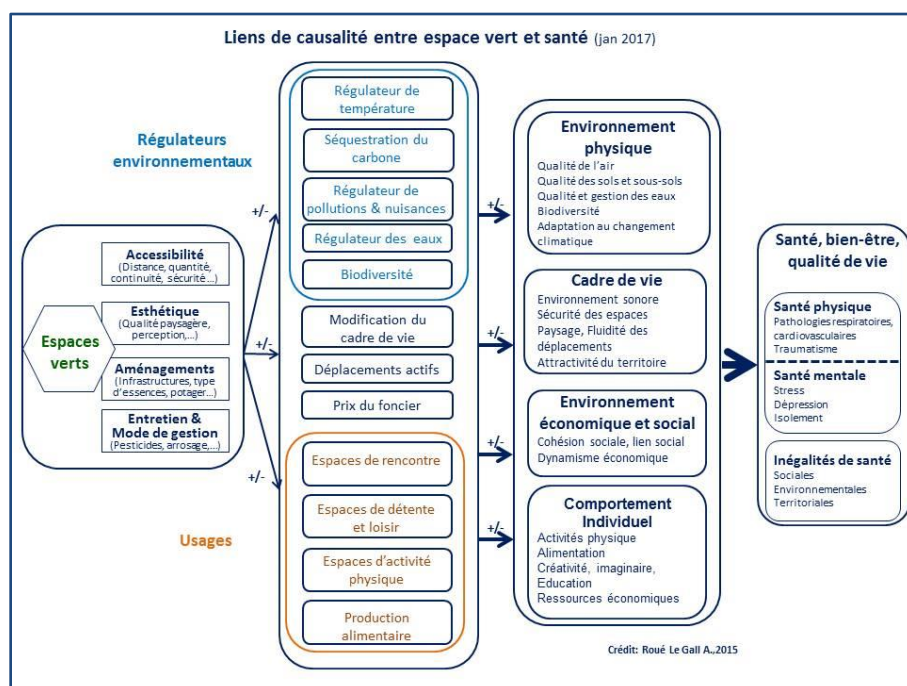 Liens de causalité entre espace vert et santé (jan 2017)
Régulateurs
environnementaux
Usages
Espaces
verts
Accessibilité
(Distance, quantité,
continuité, sécurité...)
Esthétique
(Qualité paysagère,
perception,...)
Aménagements
(Infrastructures, type
d'essences, potager...)
Entretien &
Mode de gestion
(Pesticides, arrosage,...)
+/-
+/-
+/-
Régulateur de
température
Séquestration du
carbone
Régulateur de
pollutions & nuisances
Régulateur des eaux
Biodiversité
Modification du
cadre de vie
Déplacements actifs
Prix du foncier
Espaces de rencontre
Espaces de détente
et loisir
Espaces d'activité
physique
Production
alimentaire
+/-
+/-
+/-
+/-
Environnement
physique
Qualité de l'air
Qualité des sols et sous-sols
Qualité et gestion des eaux
Biodiversité
Adaptation au changement
climatique
Cadre de vie
Environnement sonore
Sécurité des espaces
Paysage, Fluidité des
déplacements
Attractivité du territoire
Environnement
économique et social
Cohésion sociale, lien social
Dynamisme économique
Comportement
Individuel
Activités physique
Alimentation
Créativité, imaginaire,
Education
Ressources économiques
Santé, bien-être,
qualité de vie
Santé physique
Pathologies respiratoires,
cardiovasculaires
Traumatisme
Santé mentale
Stress
Dépression
Isolement
Inégalités de santé
Sociales
Environnementales
Territoriales
Crédit: Roué Le Gall A.,2015